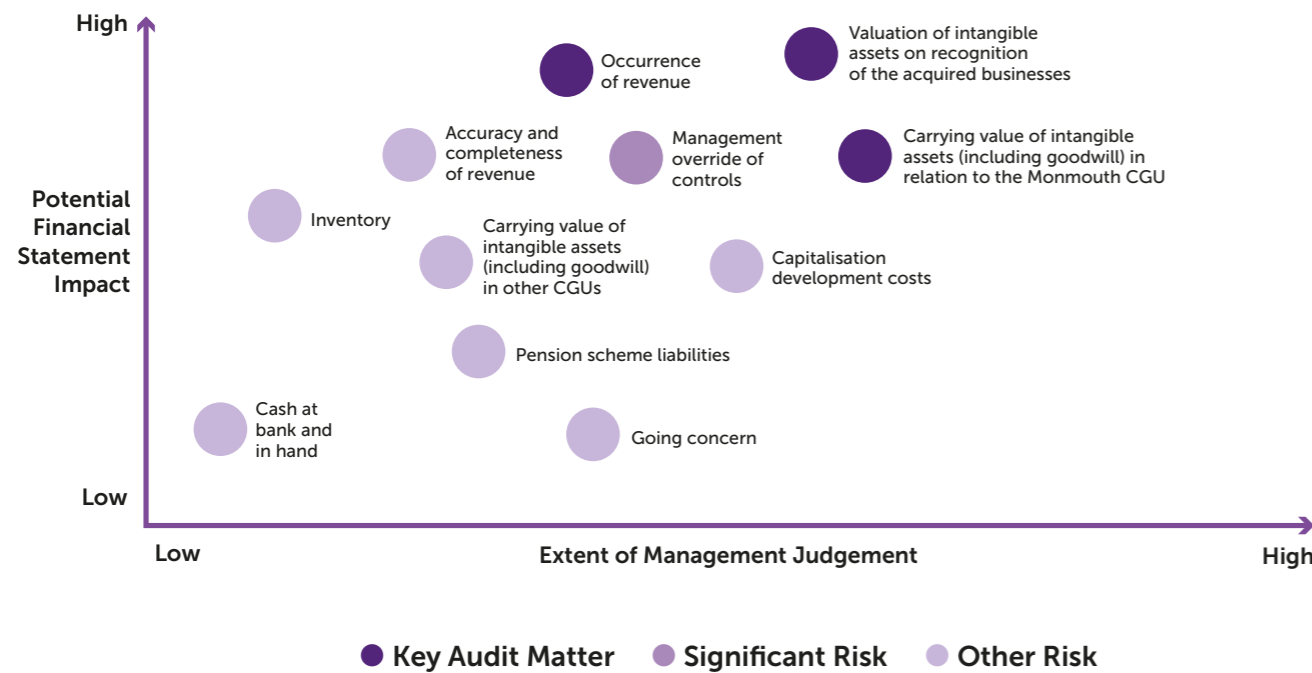 High
Occurrence
of revenue
Valuation of intangible
assets on recognition
of the acquired businesses
Accuracy and
completeness
of revenue
Management
override of
controls
Carrying value of intangible
assets (including goodwill) in
relation to the Monmouth CGU
Potential
Financial
Statement
Impact
Inventory
Carrying value of
intangible assets
(including goodwill)
in other CGUs
Capitalisation
development costs
Pension scheme liabilities
Cash at
bank and
in hand
Going concern
Low
Low
Extent of Management Judgement
High
Key Audit Matter
Significant Risk
Other Risk